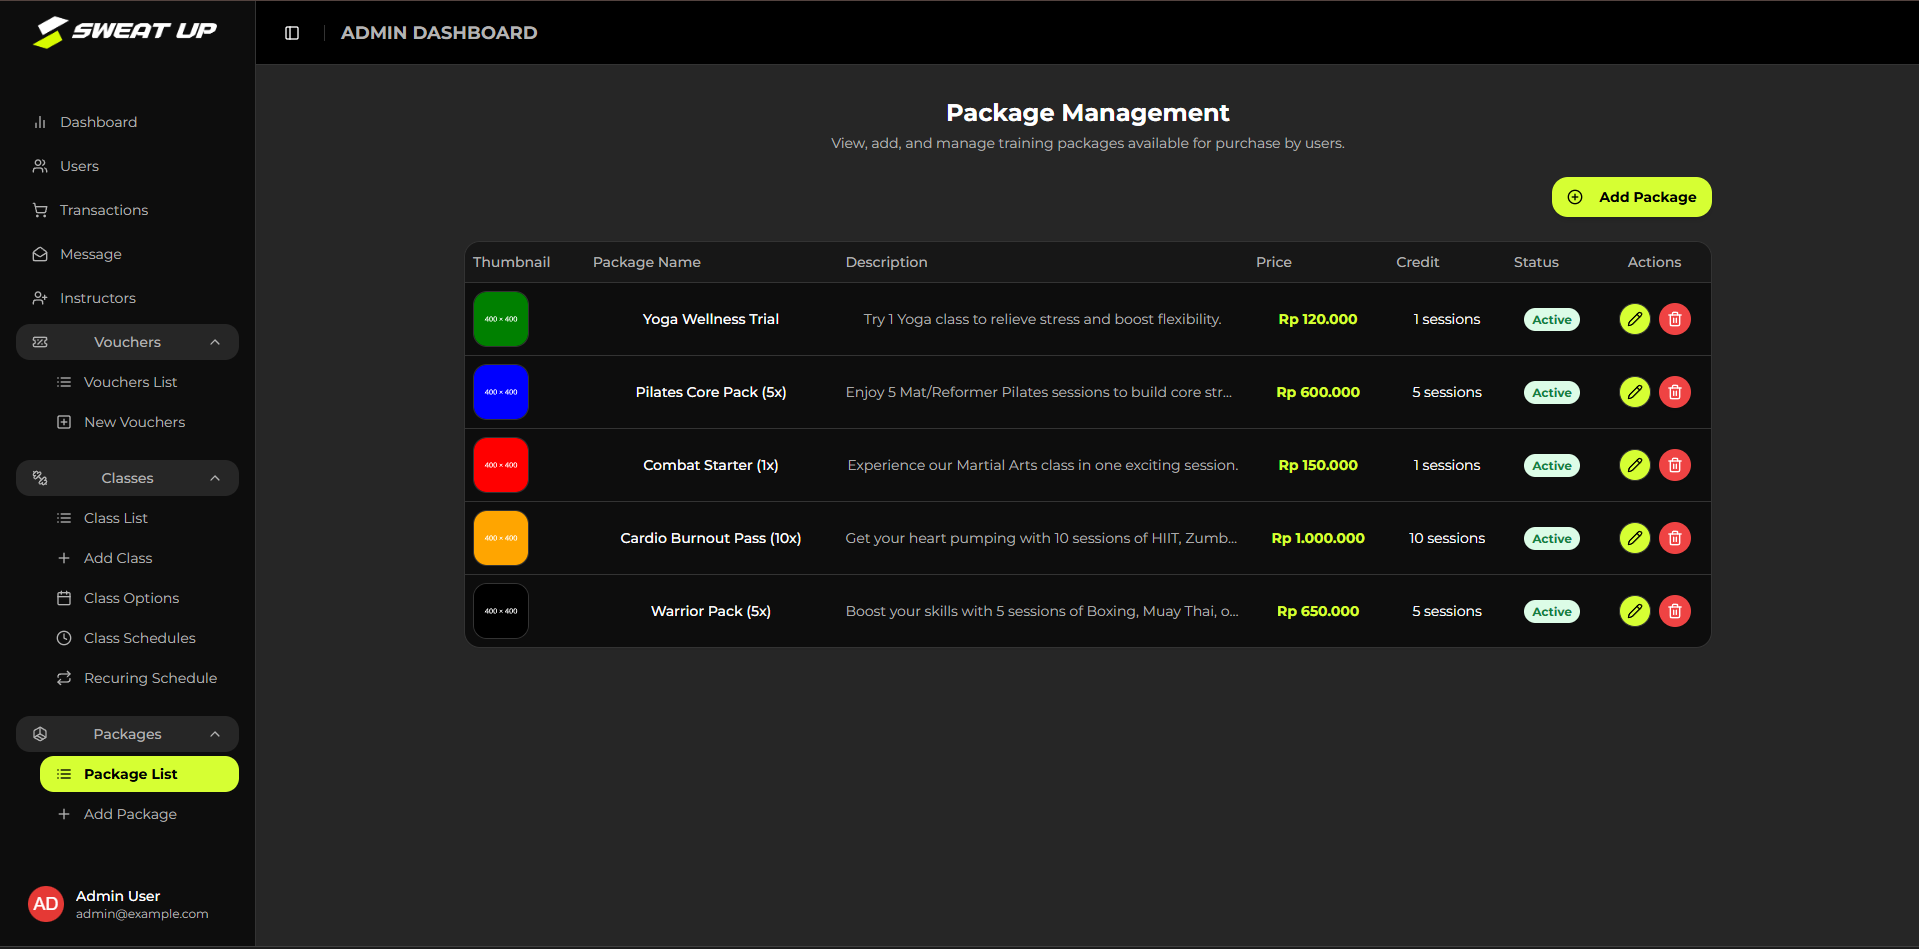 SWEAT UP
ADMIN DASHBOARD
Dashboard
Users
Transactions
Message
Instructors
Vouchers
Vouchers List
New Vouchers
Classes
Class List
Add Class
Class Options
Class Schedules
Recuring Schedule
Packages
Package List
Add Package
AD
Admin User
admin@example.com
Package Management
View, add, and manage training packages available for purchase by users.
Add Package
Thumbnail Package Name Description Price Credit Status Actions
400 × 400 Yoga Wellness Trial Try 1 Yoga class to relieve stress and boost flexibility. Rp 120.000 1 sessions Active
400 × 400 Pilates Core Pack (5x) Enjoy 5 Mat/Reformer Pilates sessions to build core str... Rp 600.000 5 sessions Active
400 × 400 Combat Starter (1x) Experience our Martial Arts class in one exciting session. Rp 150.000 1 sessions Active
400 × 400 Cardio Burnout Pass (10x) Get your heart pumping with 10 sessions of HIIT, Zumb... Rp 1.000.000 10 sessions Active
400 × 400 Warrior Pack (5x) Boost your skills with 5 sessions of Boxing, Muay Thai, o... Rp 650.000 5 sessions Active